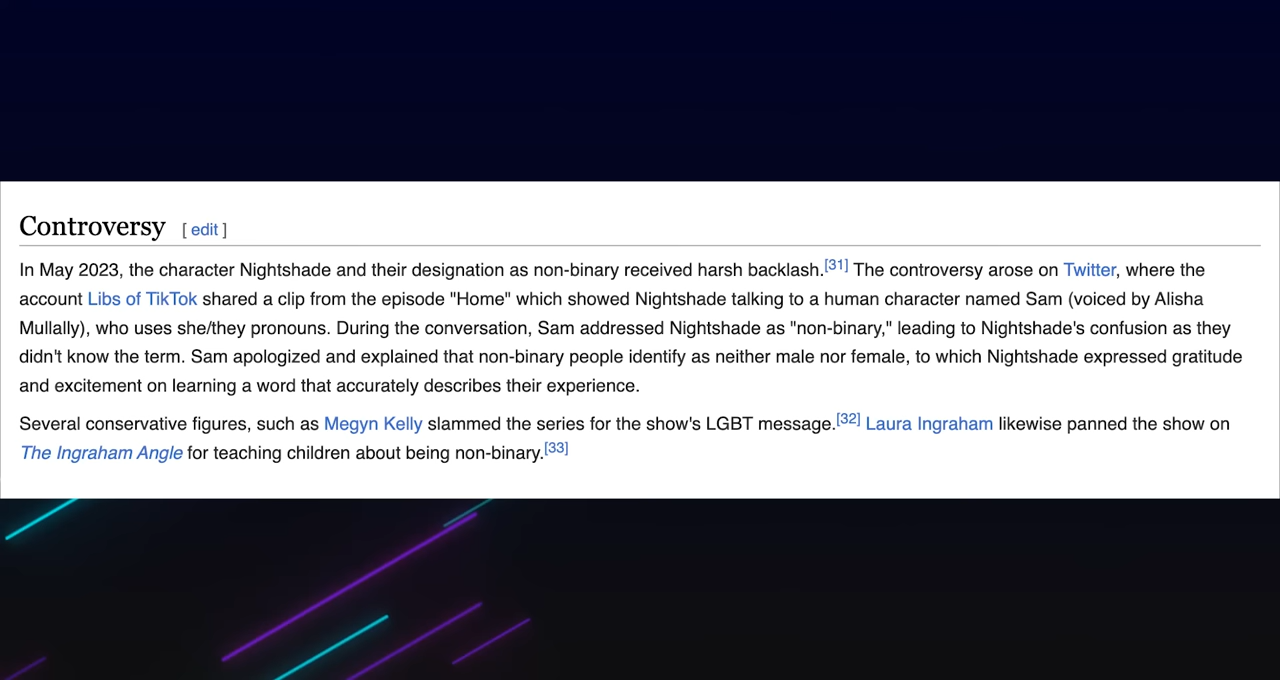 Controversy [ edit ]
In May 2023, the character Nightshade and their designation as non-binary received harsh backlash.[31] The controversy arose on Twitter, where the
account Libs of TikTok shared a clip from the episode "Home" which showed Nightshade talking to a human character named Sam (voiced by Alisha
Mullally), who uses she/they pronouns. During the conversation, Sam addressed Nightshade as "non-binary," leading to Nightshade's confusion as they
didn't know the term. Sam apologized and explained that non-binary people identify as neither male nor female, to which Nightshade expressed gratitude
and excitement on learning a word that accurately describes their experience.
Several conservative figures, such as Megyn Kelly slammed the series for the show's LGBT message.[32] Laura Ingraham likewise panned the show on
The Ingraham Angle for teaching children about being non-binary.[33]